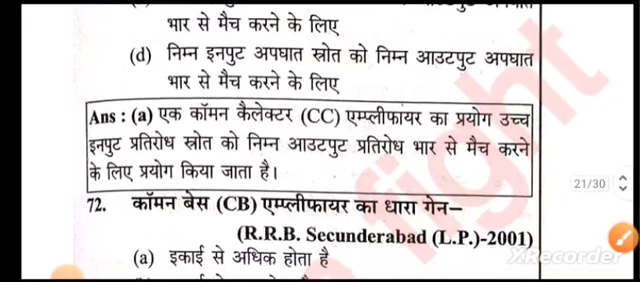 भार से मैच करने के लिए
(d) निम्न इनपुट अपघात स्रोत को निम्न आउटपुट अपघात
भार से मैच करने के लिए
Ans : (a) एक कॉमन कैलेक्टर (CC) एम्प्लीफायर का प्रयोग उच्च
इनपुट प्रतिरोध स्रोत को निम्न आउटपुट प्रतिरोध भार से मैच करने
के लिए प्रयोग किया जाता है।
21/30
72. कॉमन बेस (CB) एम्प्लीफायर का धारा गेन–
(R.R.B. Secunderabad (L.P.)-2001)
XRecorder
(a) इकाई से अधिक होता है